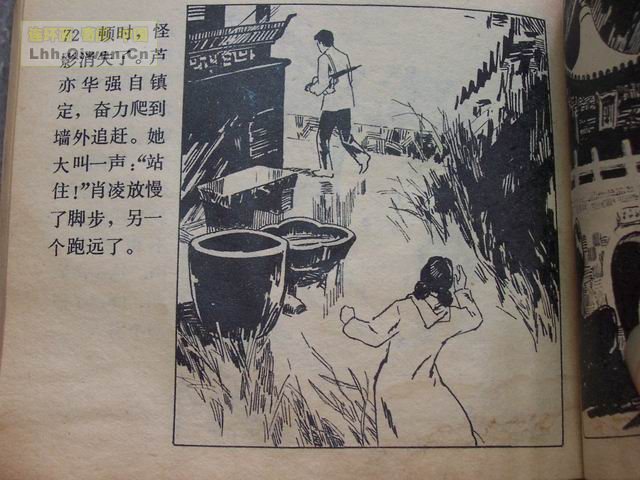 72 顿时，怪
影消失了。芦
亦华强自镇
定，奋力爬到
墙外追赶。她
大叫一声：“站
住！”肖凌放慢
了脚步，另一
个跑远了。
Lhh.Qiwen.Cn